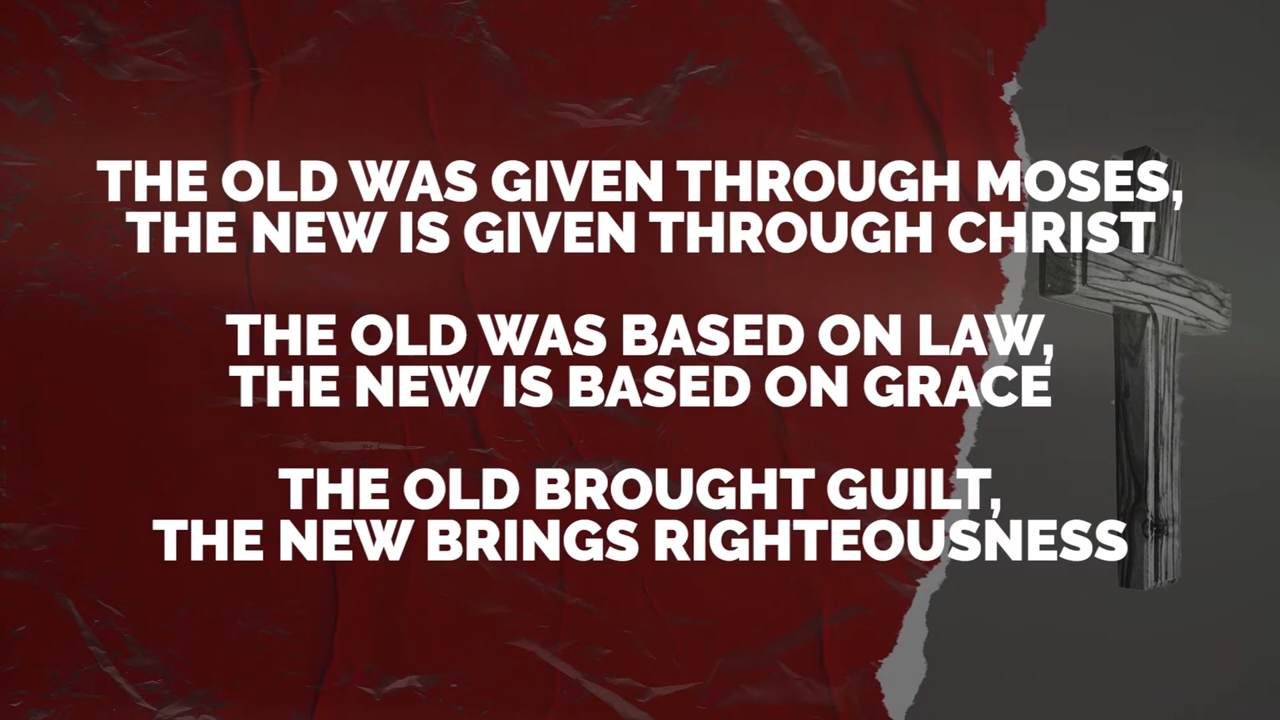 THE OLD WAS GIVEN THROUGH MOSES,
THE NEW IS GIVEN THROUGH CHRIST
THE OLD WAS BASED ON LAW,
THE NEW IS BASED ON GRACE
THE OLD BROUGHT GUILT,
THE NEW BRINGS RIGHTEOUSNESS